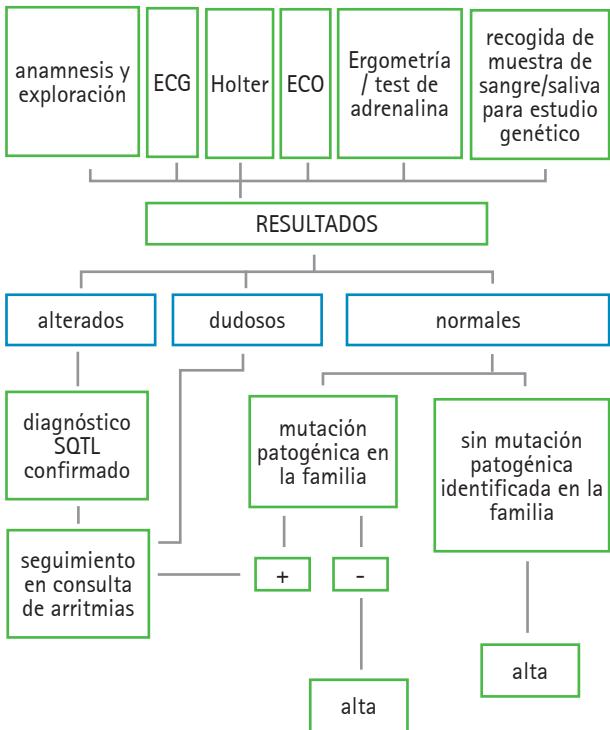 anamnesis y
exploración
ECG
Holter
ECO
Ergometría
/ test de
adrenalina
recogida de
muestra de
sangre/saliva
para estudio
genético
RESULTADOS
alterados
dudosos
normales
diagnóstico
SQTL
confirmado
mutación
patogénica en
la familia
sin mutación
patogénica
identificada en la
familia
seguimiento
en consulta
de arritmias
+
-
alta
alta